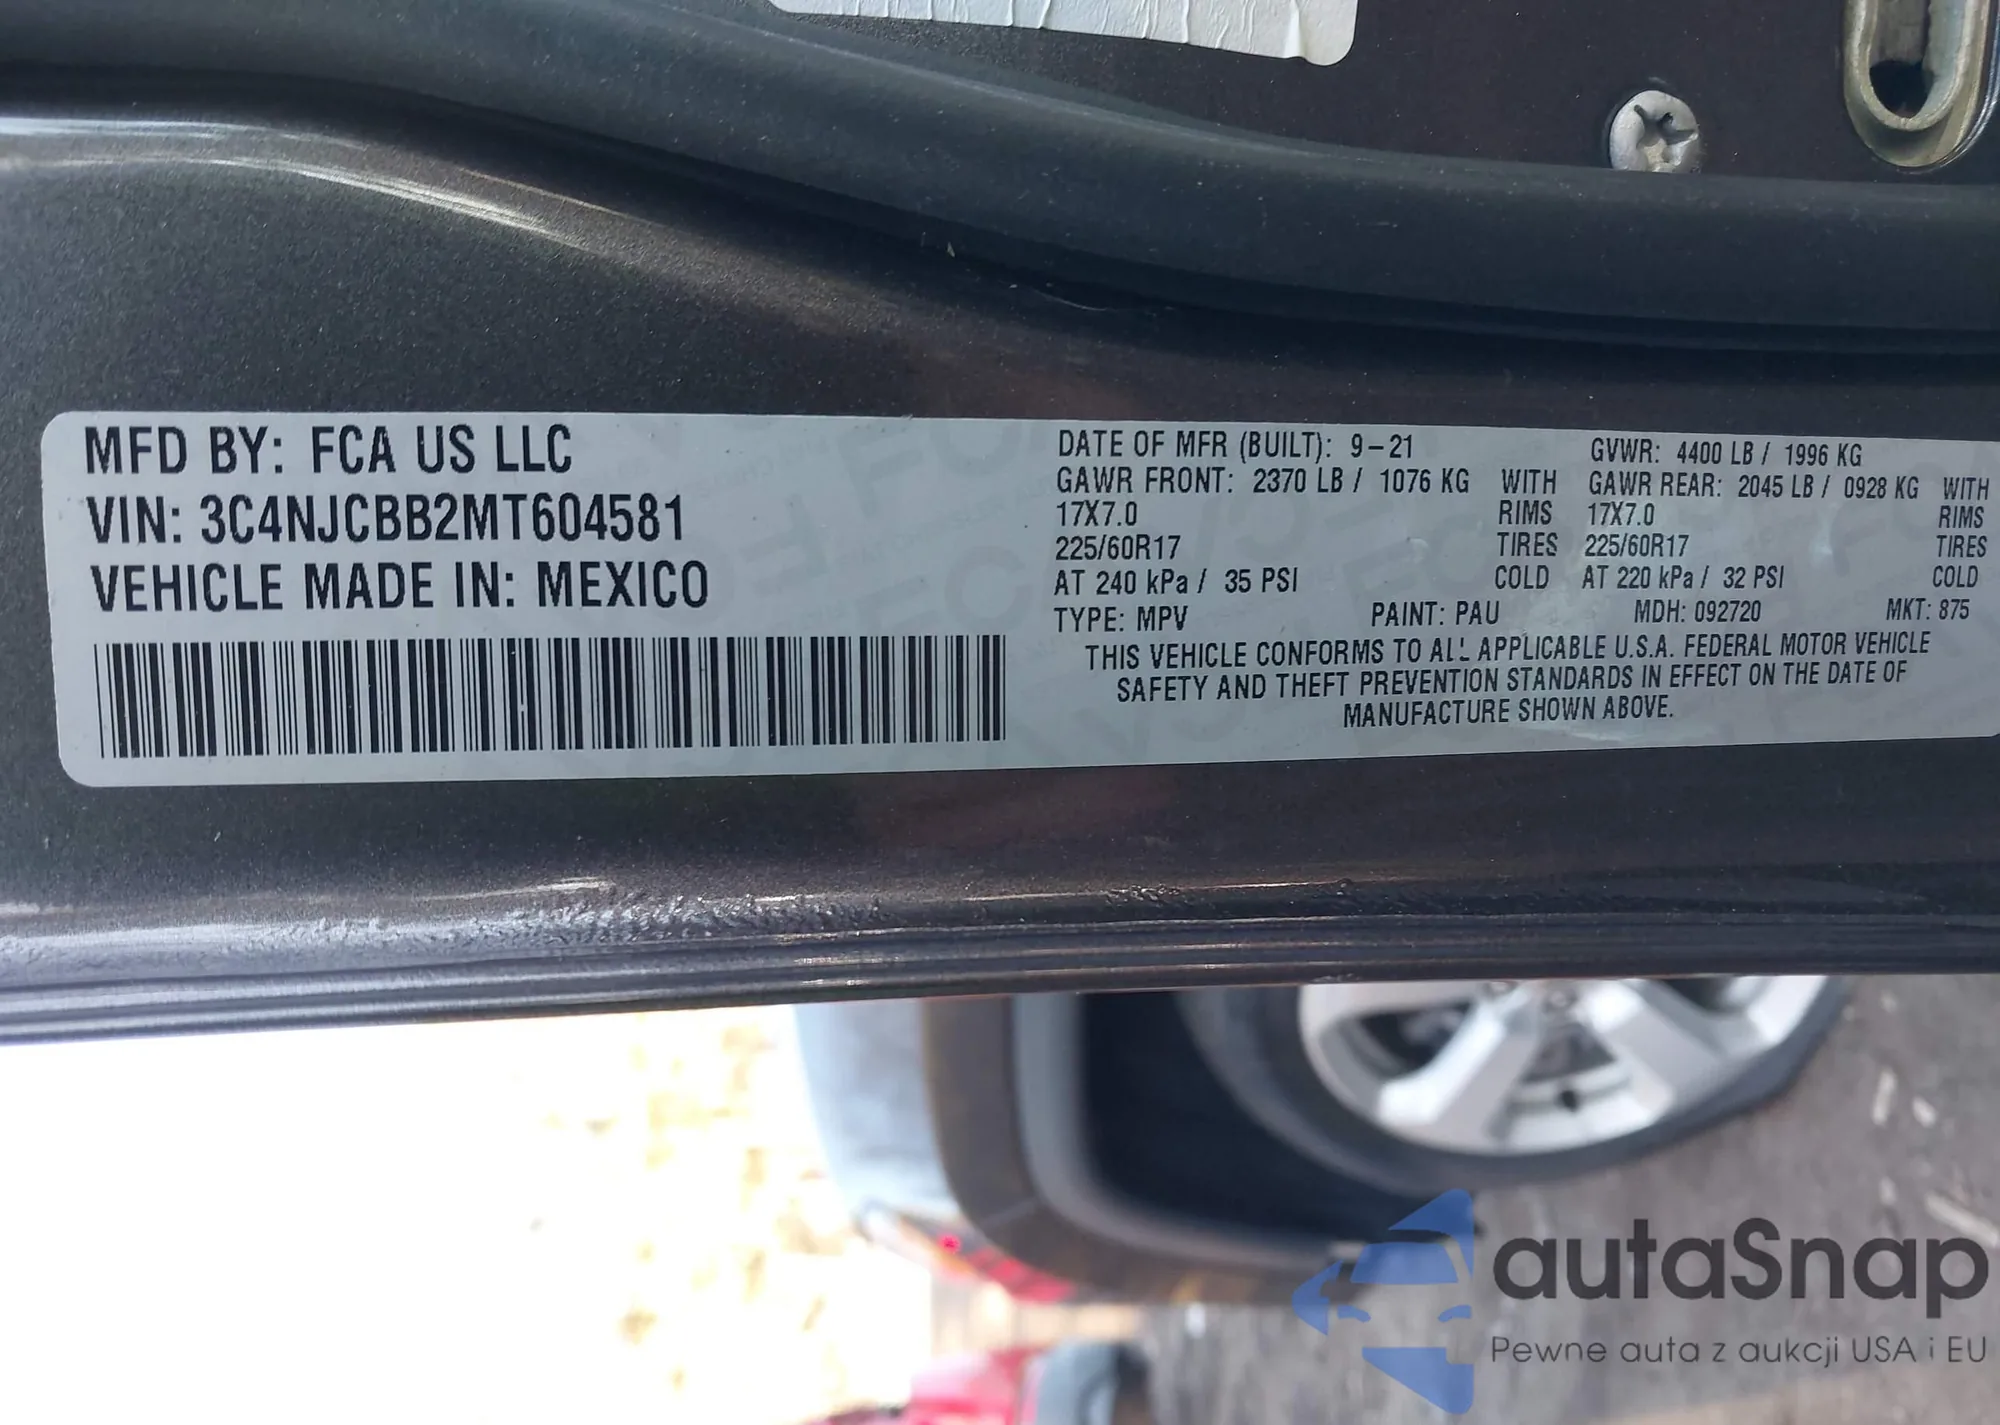 MFD BY: FCA US LLC
VIN: 3C4NJCBB2MT604581
VEHICLE MADE IN: MEXICO
DATE OF MFR (BUILT): 9-21
GVWR: 4400 LB / 1996 KG
GAWR FRONT: 2370 LB / 1076 KG WITH
17X7.0 RIMS
225/60R17 TIRES
AT 240 kPa / 35 PSI COLD
GAWR REAR: 2045 LB / 0928 KG WITH
17X7.0 RIMS
225/60R17 TIRES
AT 220 kPa / 32 PSI COLD
TYPE: MPV PAINT: PAU MDH: 092720 MKT: 875
THIS VEHICLE CONFORMS TO ALL APPLICABLE U.S.A. FEDERAL MOTOR VEHICLE
SAFETY AND THEFT PREVENTION STANDARDS IN EFFECT ON THE DATE OF
MANUFACTURE SHOWN ABOVE.
autaSnap
Pewne auta z aukcji USA i EU